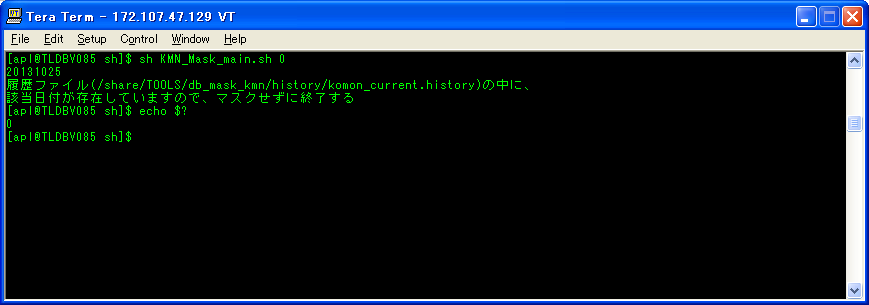 Tera Term - 172.107.47.129 VT
File Edit Setup Control Window Help
[apl@TLDBV085 sh]$ sh KMN_Mask_main.sh 0
20131025
履歴ファイル(/share/TOOLS/db_mask_kmn/history/komon_current.history)の中に、
該当日付が存在していますので、マスクせずに終了する
[apl@TLDBV085 sh]$ echo $?
0
[apl@TLDBV085 sh]$